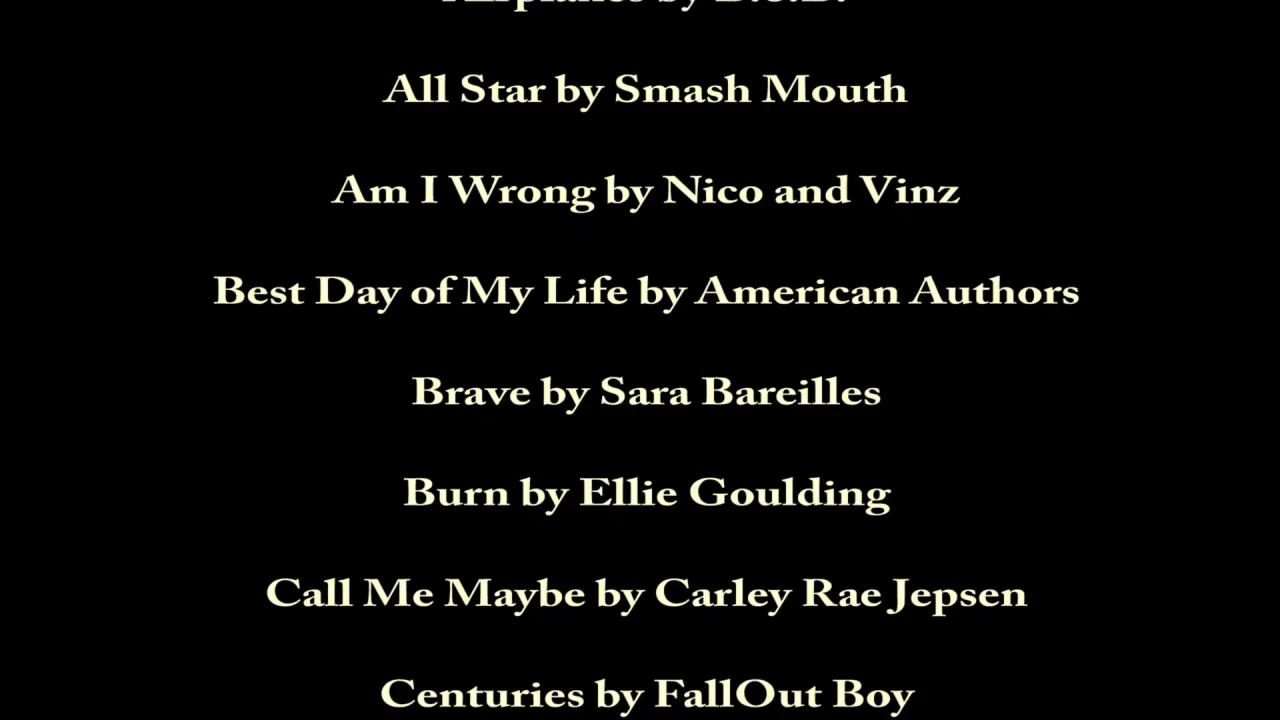 Airplanes by B.o.B.
All Star by Smash Mouth
Am I Wrong by Nico and Vinz
Best Day of My Life by American Authors
Brave by Sara Bareilles
Burn by Ellie Goulding
Call Me Maybe by Carley Rae Jepsen
Centuries by FallOut Boy